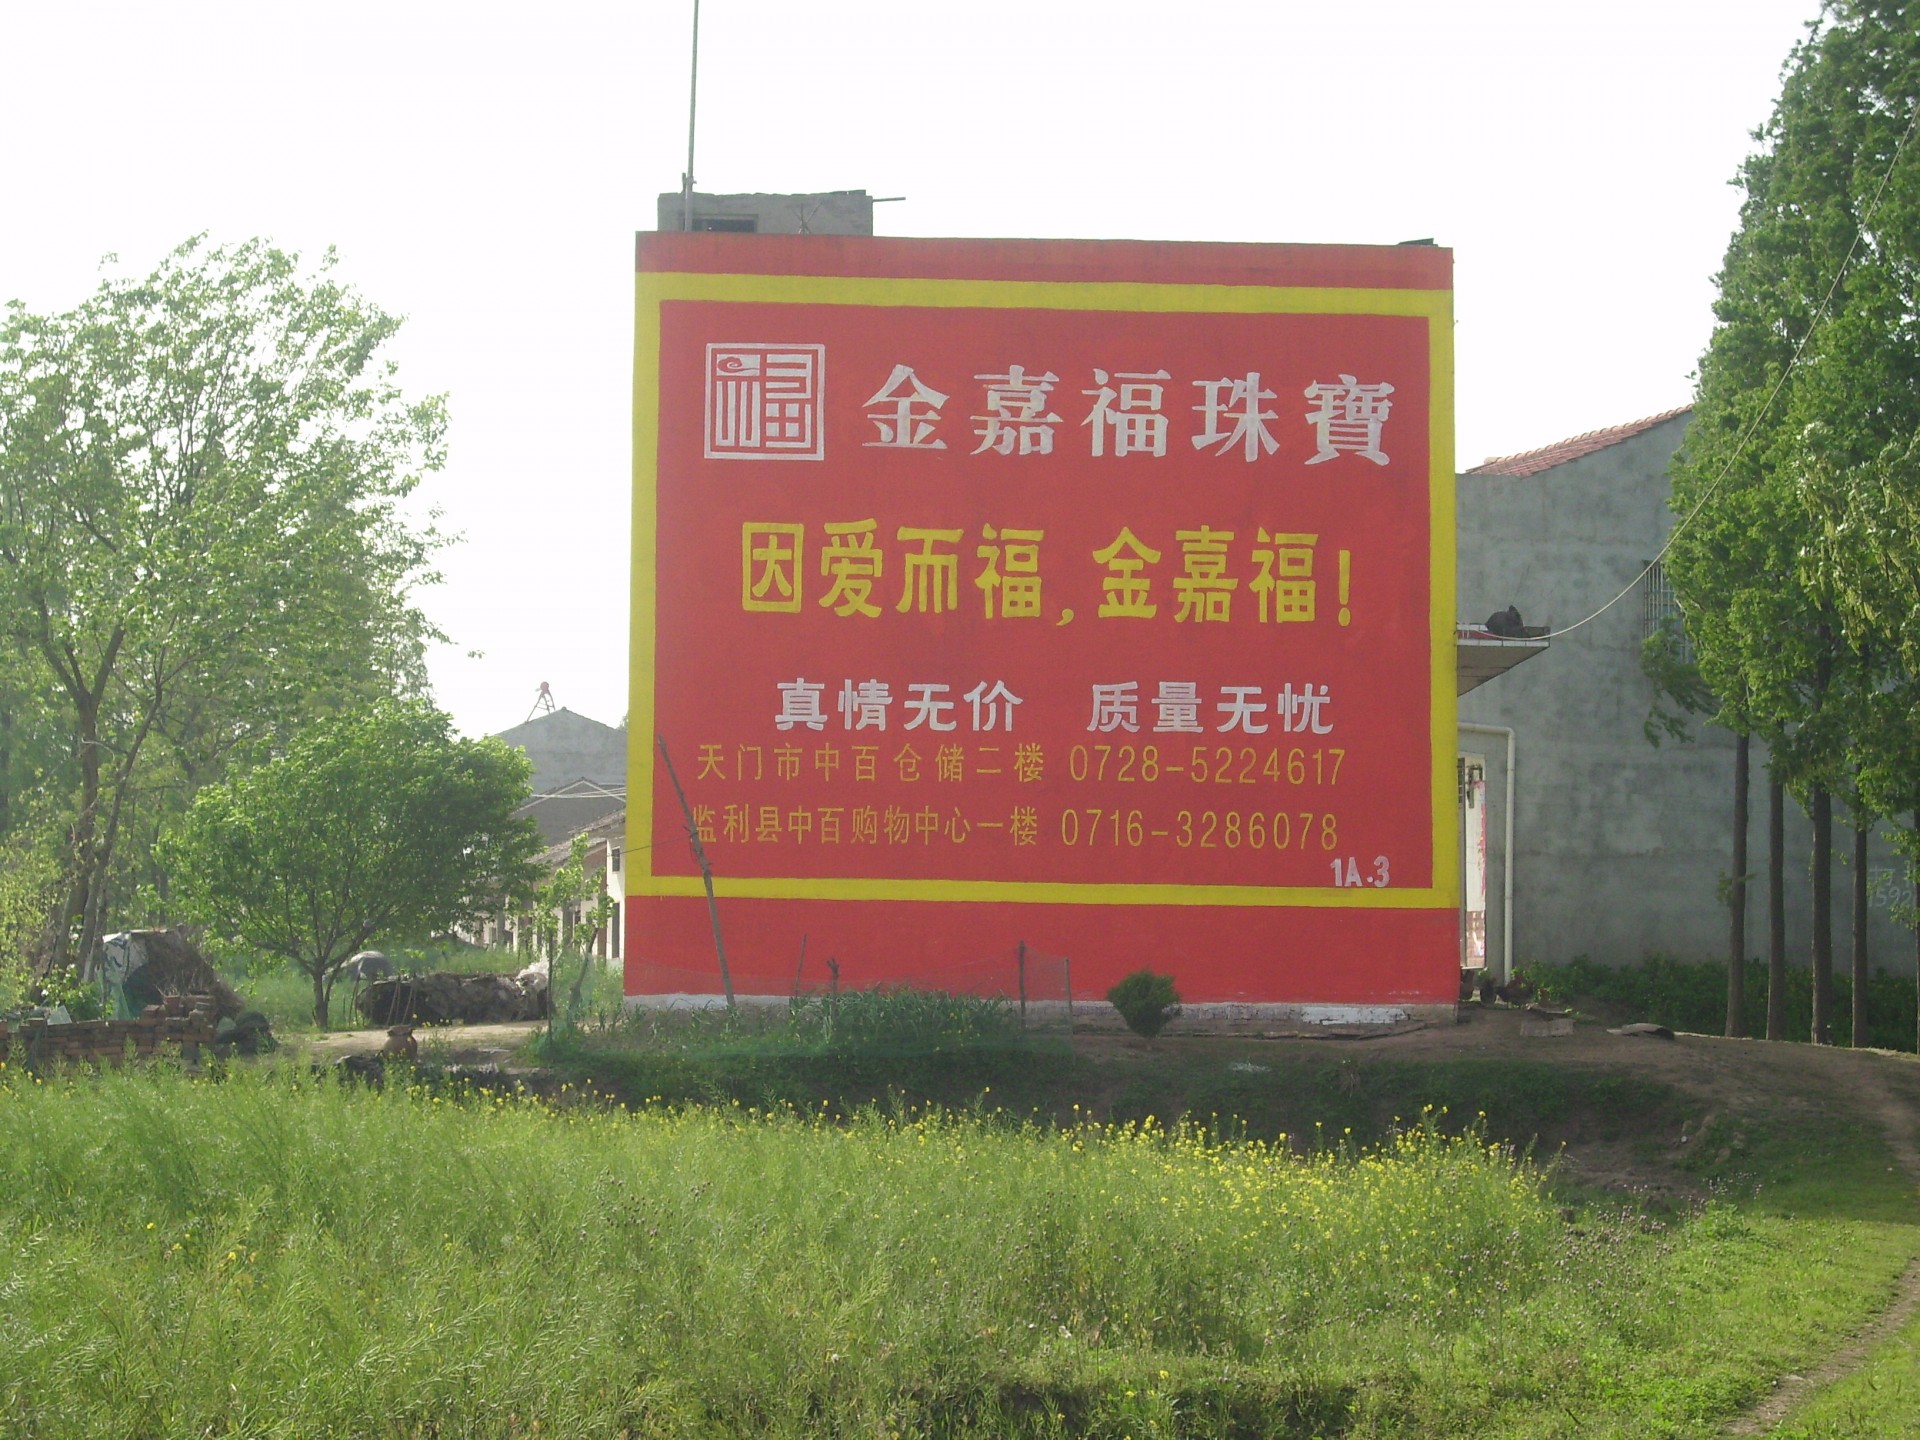 福 金嘉福珠寶
因爱而福,金嘉福!
真情无价 质量无忧
天门市中百仓储二楼 0728-5224617
监利县中百购物中心一楼 0716-3286078
1A.3